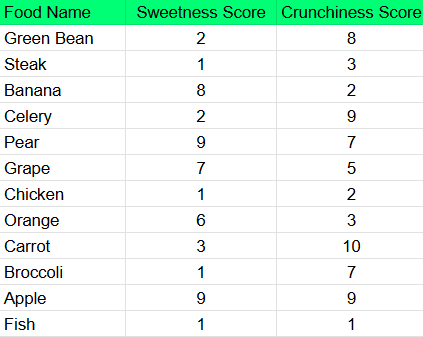 Food Name Sweetness Score Crunchiness Score
Green Bean 2 8
Steak 1 3
Banana 8 2
Celery 2 9
Pear 9 7
Grape 7 5
Chicken 1 2
Orange 6 3
Carrot 3 10
Broccoli 1 7
Apple 9 9
Fish 1 1